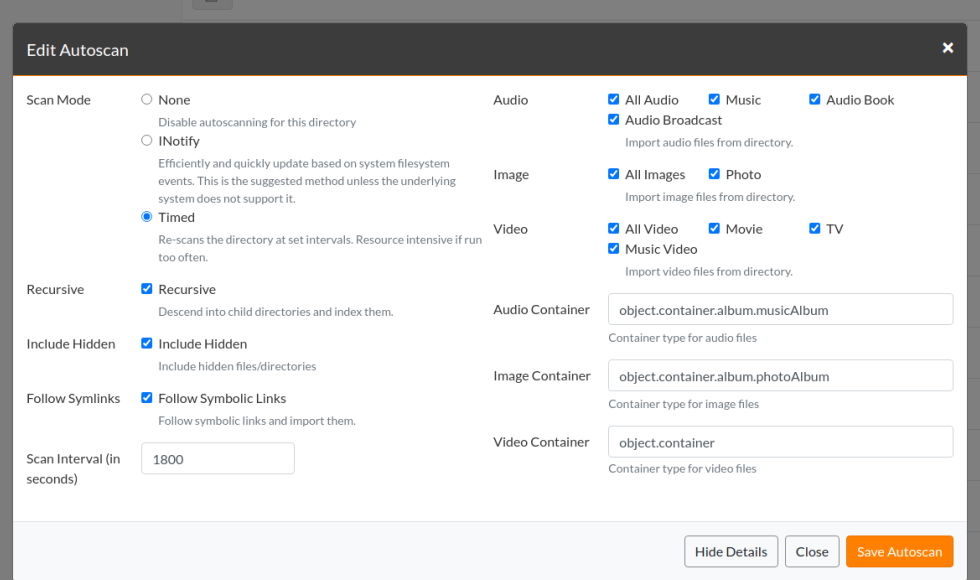 Edit Autoscan
×
Scan Mode
None
Disable autoscanning for this directory
INotify
Efficiently and quickly update based on system filesystem
events. This is the suggested method unless the underlying
system does not support it.
Timed
Re-scans the directory at set intervals. Resource intensive if run
too often.
Recursive
Recursive
Descend into child directories and index them.
Include Hidden
Include Hidden
Include hidden files/directories
Follow Symlinks
Follow Symbolic Links
Follow symbolic links and import them.
Scan Interval (in
seconds)
1800
Audio
All Audio Music Audio Book
Audio Broadcast
Import audio files from directory.
Image
All Images Photo
Import image files from directory.
Video
All Video Movie TV
Music Video
Import video files from directory.
Audio Container
object.container.album.musicAlbum
Container type for audio files
Image Container
object.container.album.photoAlbum
Container type for image files
Video Container
object.container
Container type for video files
Hide Details Close Save Autoscan